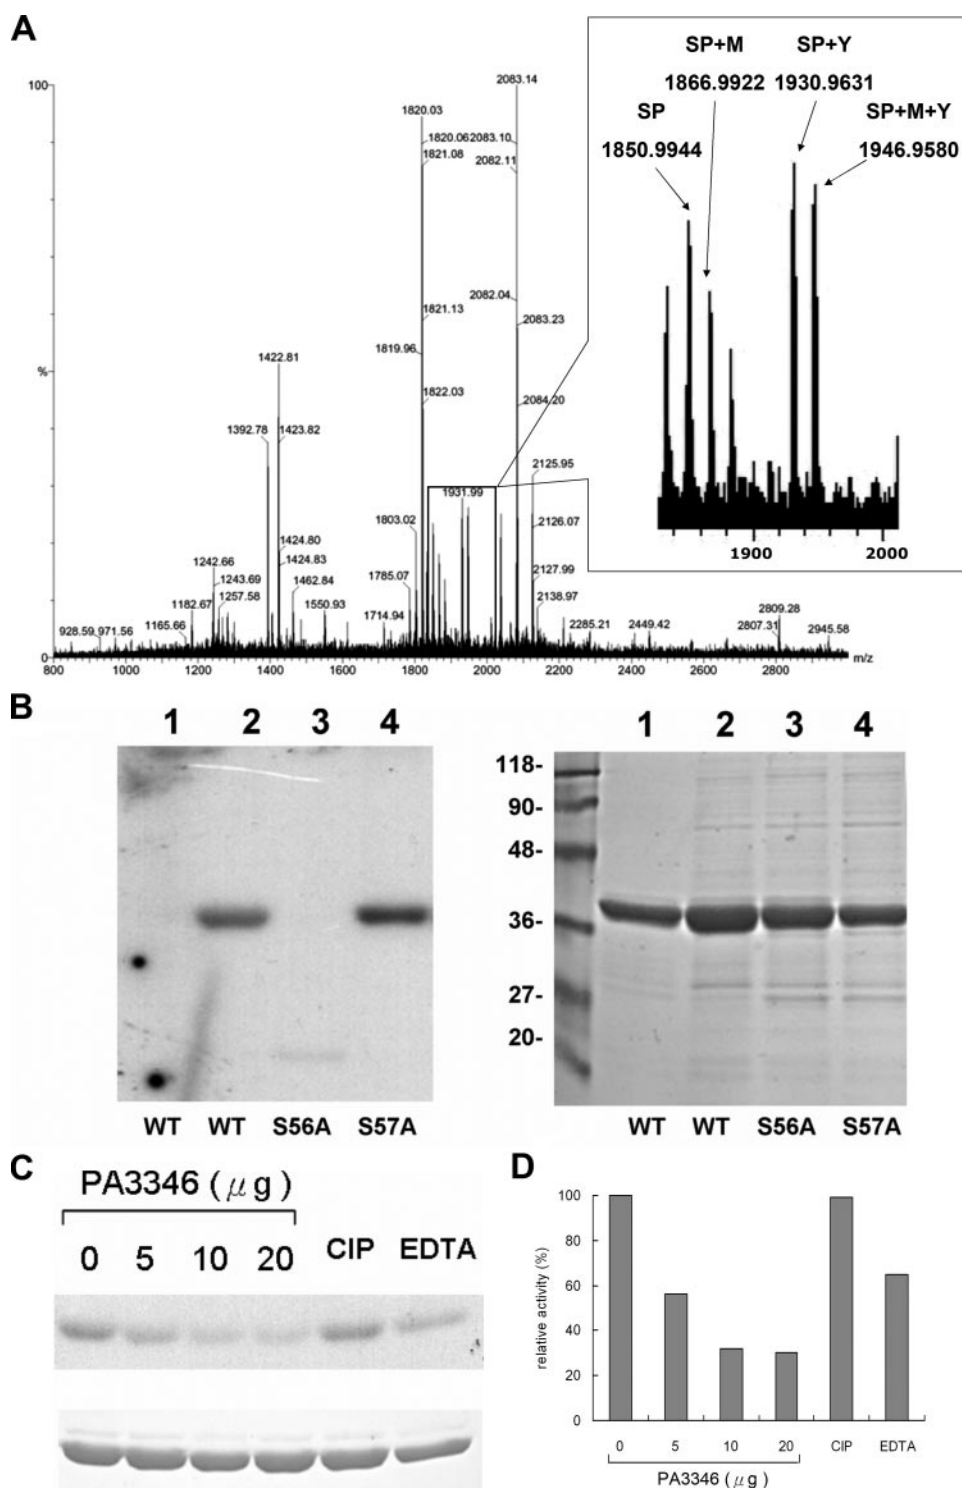 A
SP+M SP+Y
1866.9922 1930.9631
SP SP+M+Y
1850.9944 1946.9580
1900 2000
100
%
0
2083.14
1820.03
1820.06 2083.10
1821.08
2082.11
2082.04
1821.13
2083.23
1819.96
1422.81
1822.03
2084.20
1392.78 1423.82
2125.95
1931.99
1803.02
2126.07
1424.80
1242.66 1424.83
1785.07
2127.99
1243.69 1462.84
1182.67 1257.58
1550.93
2138.97
928.59 971.56 1165.66
1714.94
2285.21 2449.42
2809.28
2807.31
2945.58
800 1000 1200 1400 1600 1800 2000 2200 2400 2600 2800 m/z
B
1 2 3 4
WT WT S56A S57A
1 2 3 4
118-
90-
48-
36-
27-
20-
WT WT S56A S57A
C
PA3346 (μg)
0 5 10 20 CIP EDTA
D
relative activity (%)
100
80
60
40
20
0
0 5 10 20 CIP EDTA
PA3346 (μg)